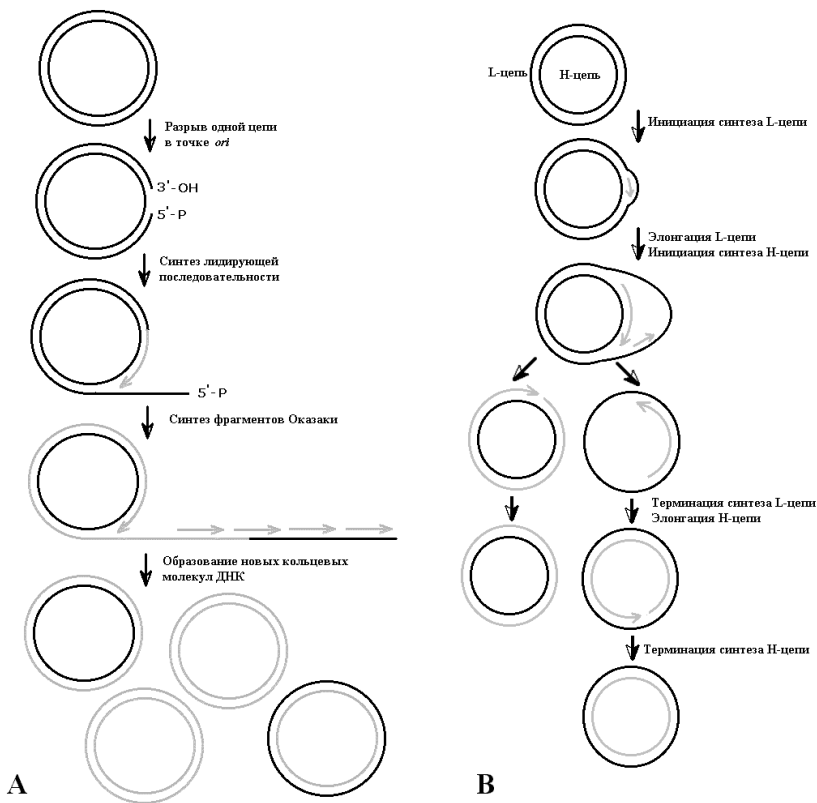 Разрыв одной цепи
в точке ori
3'-OH
5'-P
Синтез лидирующей
последовательности
5'-P
Синтез фрагментов Оказаки
Образование новых кольцевых
молекул ДНК
A
L-цепь
H-цепь
Инициация синтеза L-цепи
Элонгация L-цепи
Инициация синтеза H-цепи
Терминация синтеза L-цепи
Элонгация H-цепи
Терминация синтеза H-цепи
B